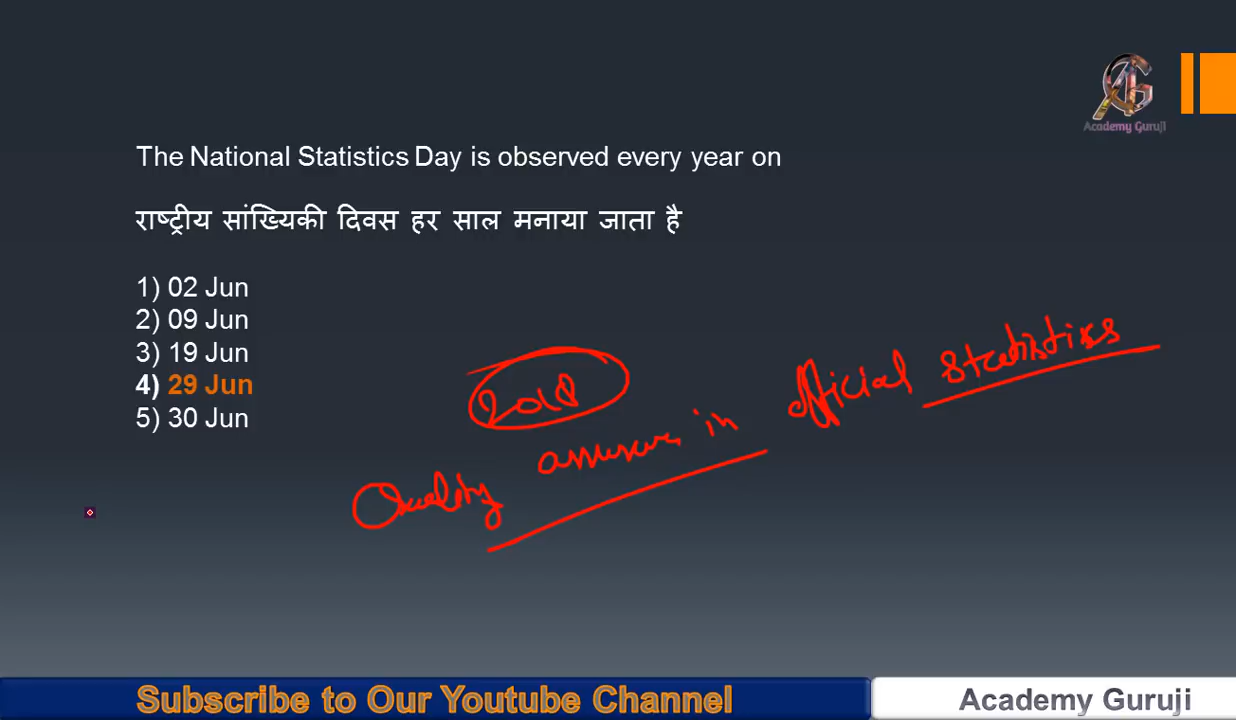 Academy Guruji
The National Statistics Day is observed every year on
राष्ट्रीय सांख्यिकी दिवस हर साल मनाया जाता है
1) 02 Jun
2) 09 Jun
3) 19 Jun
4) 29 Jun
5) 30 Jun
2018
Quality in official statistics
Subscribe to Our Youtube Channel
Academy Guruji